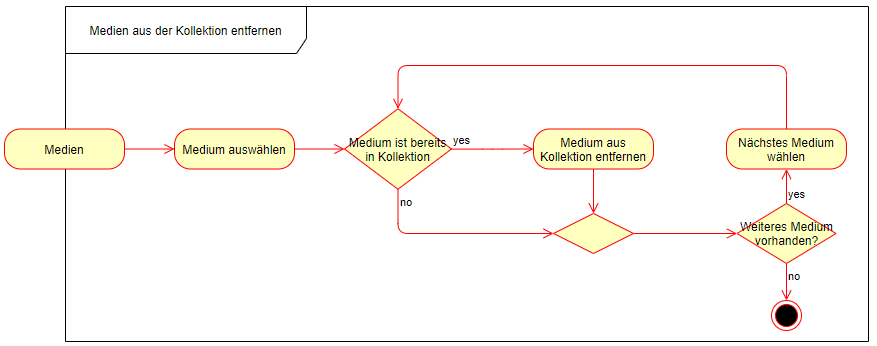 Medien aus der Kollektion entfernen
Medien
Medium auswählen
Medium ist bereits
in Kollektion
yes
Medium aus
Kollektion entfernen
Nächstes Medium
wählen
no
yes
Weiteres Medium
vorhanden?
no